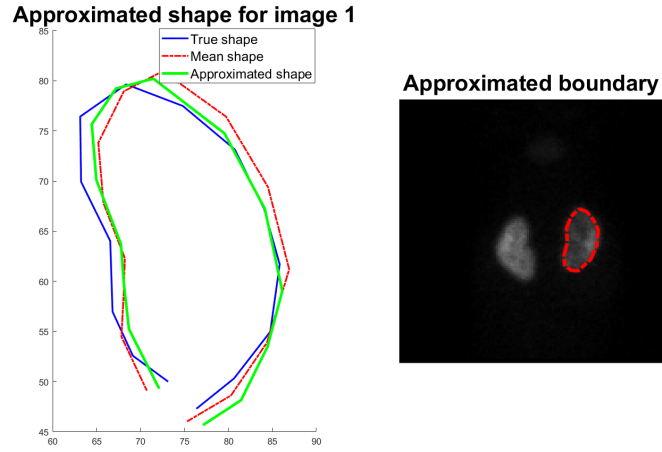 Approximated shape for image 1
85
80
75
70
65
60
55
50
45
60 65 70 75 80 85 90
True shape
Mean shape
Approximated shape
Approximated boundary